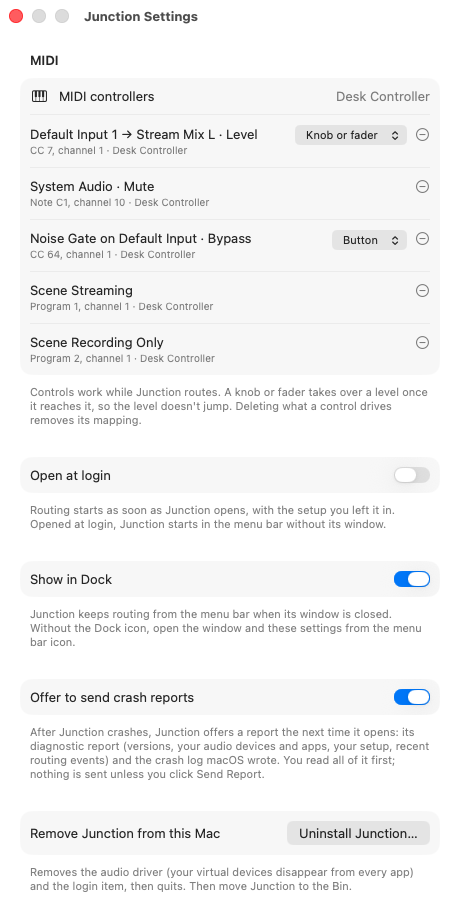 Junction Settings
MIDI
MIDI controllers Desk Controller
Default Input 1 → Stream Mix L · Level Knob or fader
CC 7, channel 1 · Desk Controller
System Audio · Mute
Note C1, channel 10 · Desk Controller
Noise Gate on Default Input · Bypass Button
CC 64, channel 1 · Desk Controller
Scene Streaming
Program 1, channel 1 · Desk Controller
Scene Recording Only
Program 2, channel 1 · Desk Controller
Controls work while Junction routes. A knob or fader takes over a level once
it reaches it, so the level doesn't jump. Deleting what a control drives
removes its mapping.
Open at login
Routing starts as soon as Junction opens, with the setup you left it in.
Opened at login, Junction starts in the menu bar without its window.
Show in Dock
Junction keeps routing from the menu bar when its window is closed.
Without the Dock icon, open the window and these settings from the menu
bar icon.
Offer to send crash reports
After Junction crashes, Junction offers a report the next time it opens: its
diagnostic report (versions, your audio devices and apps, your setup, recent
routing events) and the crash log macOS wrote. You read all of it first;
nothing is sent unless you click Send Report.
Remove Junction from this Mac Uninstall Junction...
Removes the audio driver (your virtual devices disappear from every app)
and the login item, then quits. Then move Junction to the Bin.